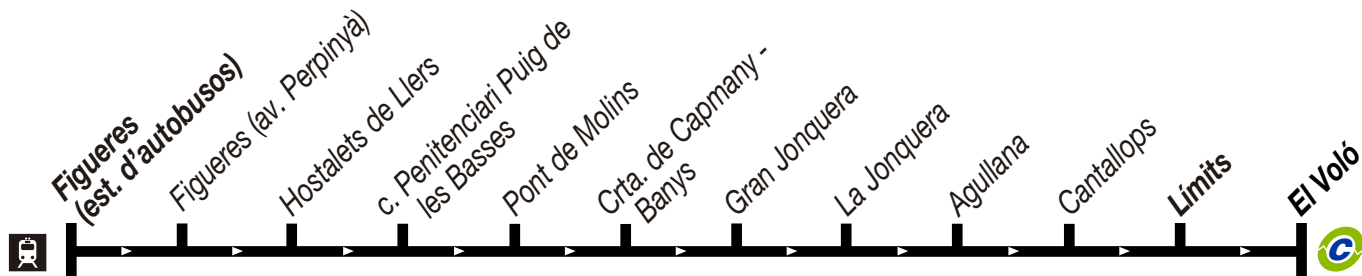 Figueres
(est. d'autobusos)
Figueres (av. Perpinyà)
Hostalets de Llers
c. Penitenciari Puig de
les Basses
Pont de Molins
Crta. de Capmany -
Banys
Gran Jonquera
La Jonquera
Agullana
Cantallops
Límits
El Voló
C